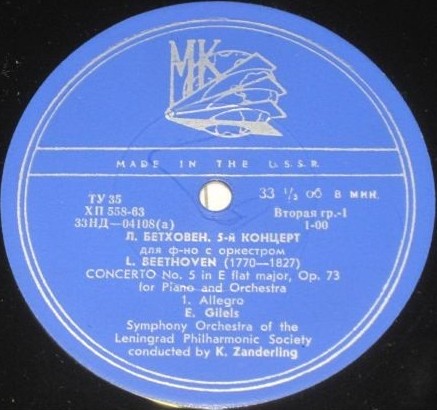 МК
MADE IN THE U.S.S.R.
ТУ 35
ХП 558-63
33НД—04108(а)
33 ⅓ об в мин.
Вторая гр.-1
1-00
Л. БЕТХОВЕН. 5-й КОНЦЕРТ
для ф-но с оркестром
L. BEETHOVEN (1770—1827)
CONCERTO No. 5 in E flat major, Op. 73
for Piano and Orchestra
1. Allegro
E. Gilels
Symphony Orchestra of the
Leningrad Philharmonic Society
conducted by K. Zanderling